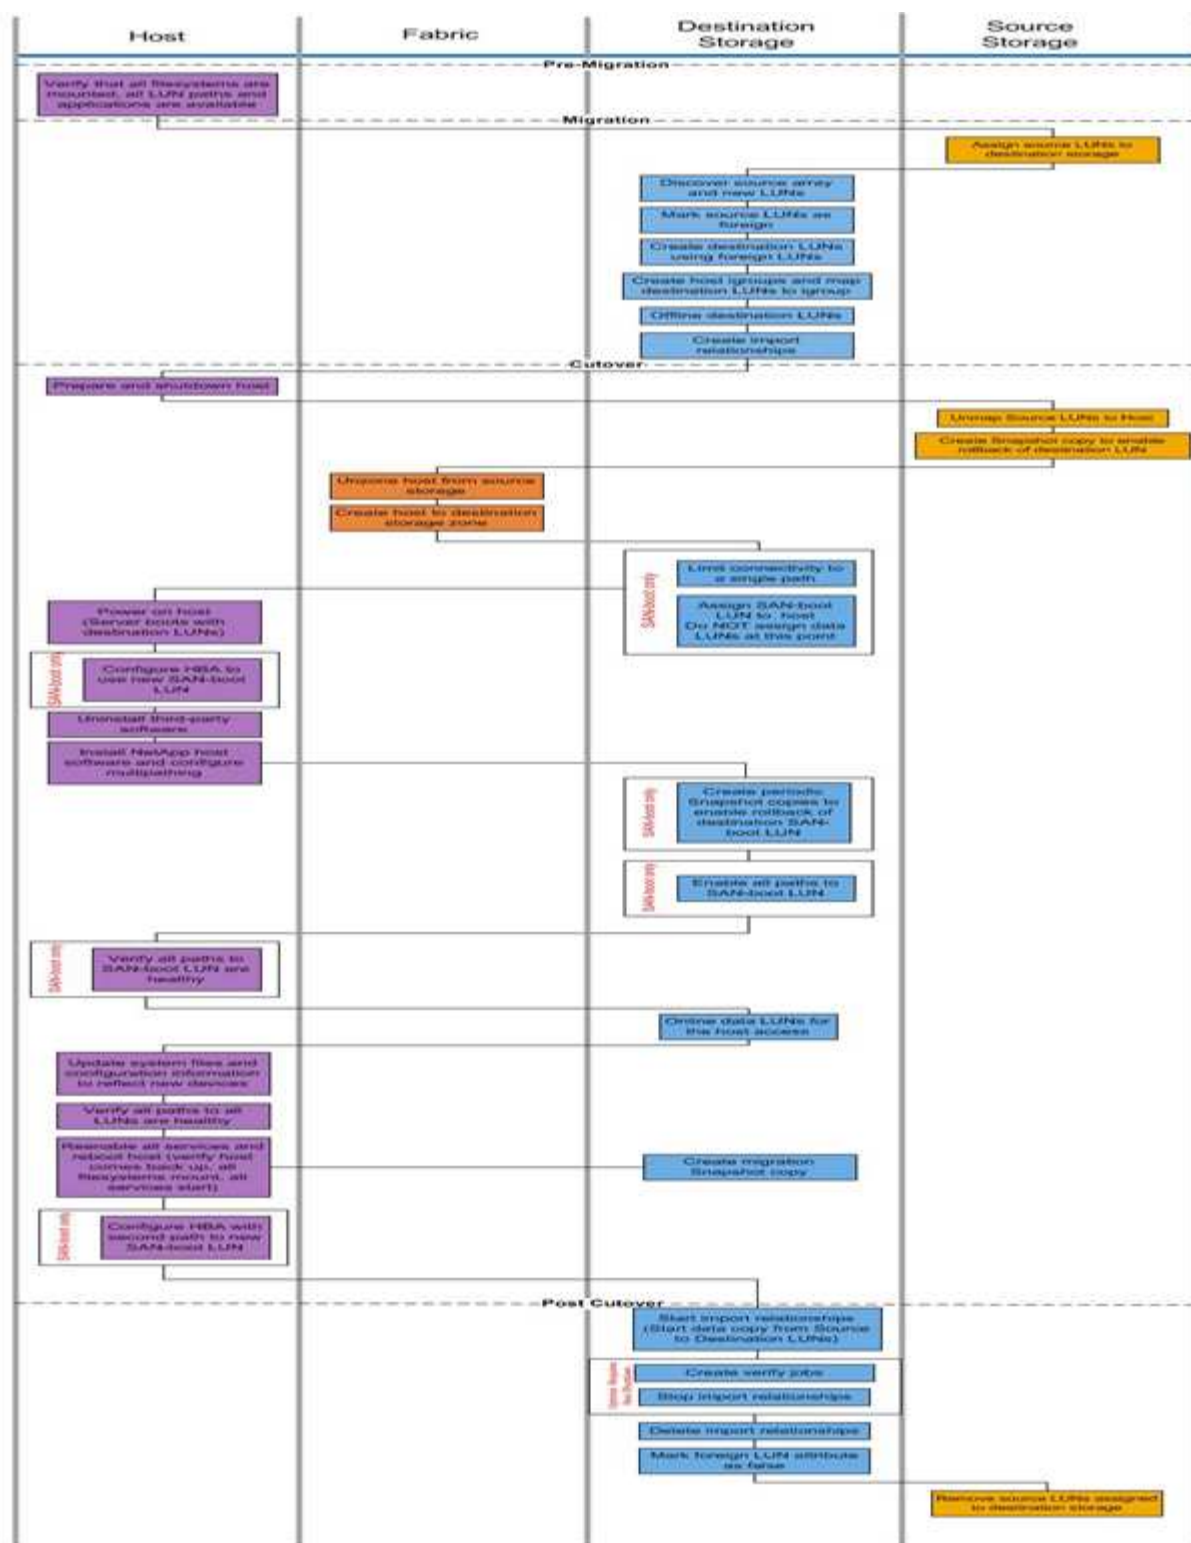 Host
Fabric
Destination
Storage
Source
Storage
Pre-Migration
Verify that all filesystems are
mounted, all LUN paths and
applications are available
Migration
Assign source LUNs to
destination storage
Discover source array
and new LUNs
Mark source LUNs as
foreign
Create destination LUNs
using foreign LUNs
Create host igroups and map
destination LUNs to igroup
Offline destination LUNs
Create import
relationships
Cutover
Prepare and shutdown host
Unmap Source LUNs to Host
Create Snapshot copy to enable
rollback of destination LUN
Unzone host from source
storage
Create host to destination
storage zone
SAN-boot only
Limit connectivity to
a single path
Assign SAN-boot
LUN to host
Do NOT assign data
LUNs at this point
Power on host
(Server boots with
destination LUNs)
SAN-boot only
Configure HBA to
use new SAN-boot
LUN
Uninstall third-party
software
Install NetApp host
software and configure
multipathing
SAN-boot only
Create periodic
Snapshot copies to
enable rollback of
destination SAN-
boot LUN
SAN-boot only
Enable all paths to
SAN-boot LUN
SAN-boot only
Verify all paths to
SAN-boot LUN are
healthy
Online data LUNs for
the host access
Update system files and
configuration information
to reflect new devices
Verify all paths to all
LUNs are healthy
Reenable all services and
reboot host (verify host
comes back up, all
filesystems mount, all
services start)
Create migration
Snapshot copy
SAN-boot only
Configure HBA with
second path to new
SAN-boot LUN
Post Cutover
Start import relationships
(Start data copy from Source
to Destination LUNs)
Create verify jobs
Stop import relationships
Delete import relationships
Mark foreign LUN attribute
as false
Remove source LUNs assigned
to destination storage